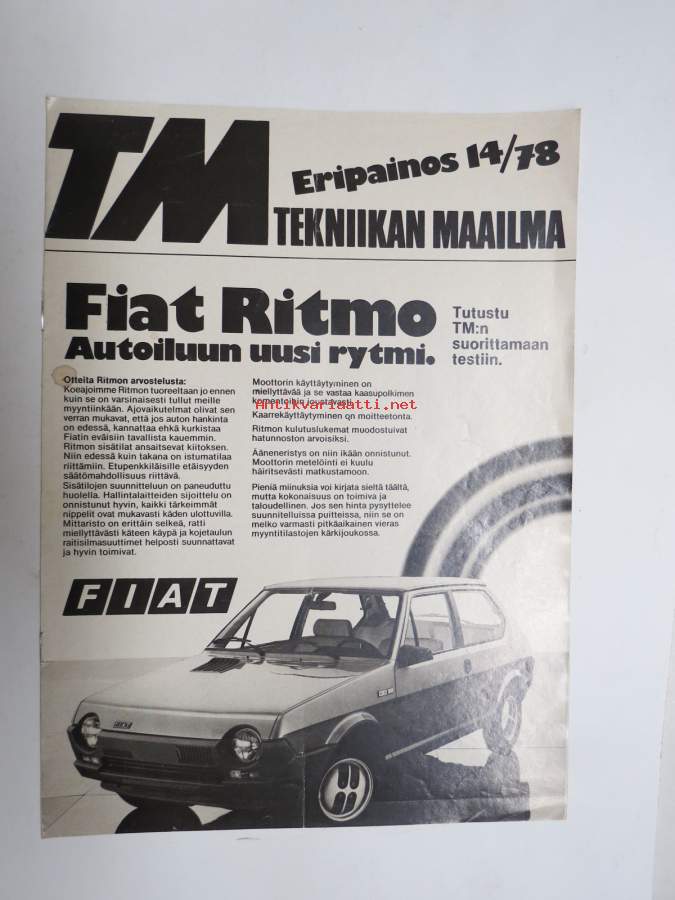 TM
Eripainos 14/78
TEKNIIKAN MAAILMA
Fiat Ritmo
Autoiluun uusi rytmi.
Tutustu
TM:n
suorittamaan
testiin.
Otteita Ritmon arvostelusta:
Koeajoimme Ritmon tuoreeltaan jo ennen
kuin se on varsinaisesti tullut meille
myyntiinkään. Ajovaikutelmat olivat sen
verran mukavat, että jos auton hankinta
on edessä, kannattaa ehkä kurkistaa
Fiatin eväisiin tavallista kauemmin.
Ritmon sisätilat ansaitsevat kiitoksen.
Niin edessä kuin takana on istumatilaa
riittämiin. Etupenkkiläisille etäisyyden
säätömahdollisuus riittävä.
Sisätilojen suunnitteluun on paneuduttu
huolella. Hallintalaitteiden sijoittelu on
onnistunut hyvin, kaikki tärkeimmät
nippelit ovat mukavasti käden ulottuvilla.
Mittaristo on erittäin selkeä, ratti
miellyttävästi käteen käypä ja kojetaulun
raitisilmasuuttimet helposti suunnattavat
ja hyvin toimivat.
Moottorin käyttäytyminen on
miellyttävää ja se vastaa kaasupolkimen
komentoihin joustavasti.
Antikvariaatti.net
Kaarrekäyttäytyminen on moitteetonta.
Ritmon kulutuslukemat muodostuivat
hatunnoston arvoisiksi.
Ääneneristys on niin ikään onnistunut.
Moottorin metelöinti ei kuulu
häiritsevästi matkustamoon.
Pieniä miinuksia voi kirjata sieltä täältä,
mutta kokonaisuus on toimiva ja
taloudellinen. Jos sen hinta pysyttelee
suunnitelluissa puitteissa, niin se on
melko varmasti pitkäaikainen vieras
myyntitilastojen kärkijoukossa.
FIAT
FIAT